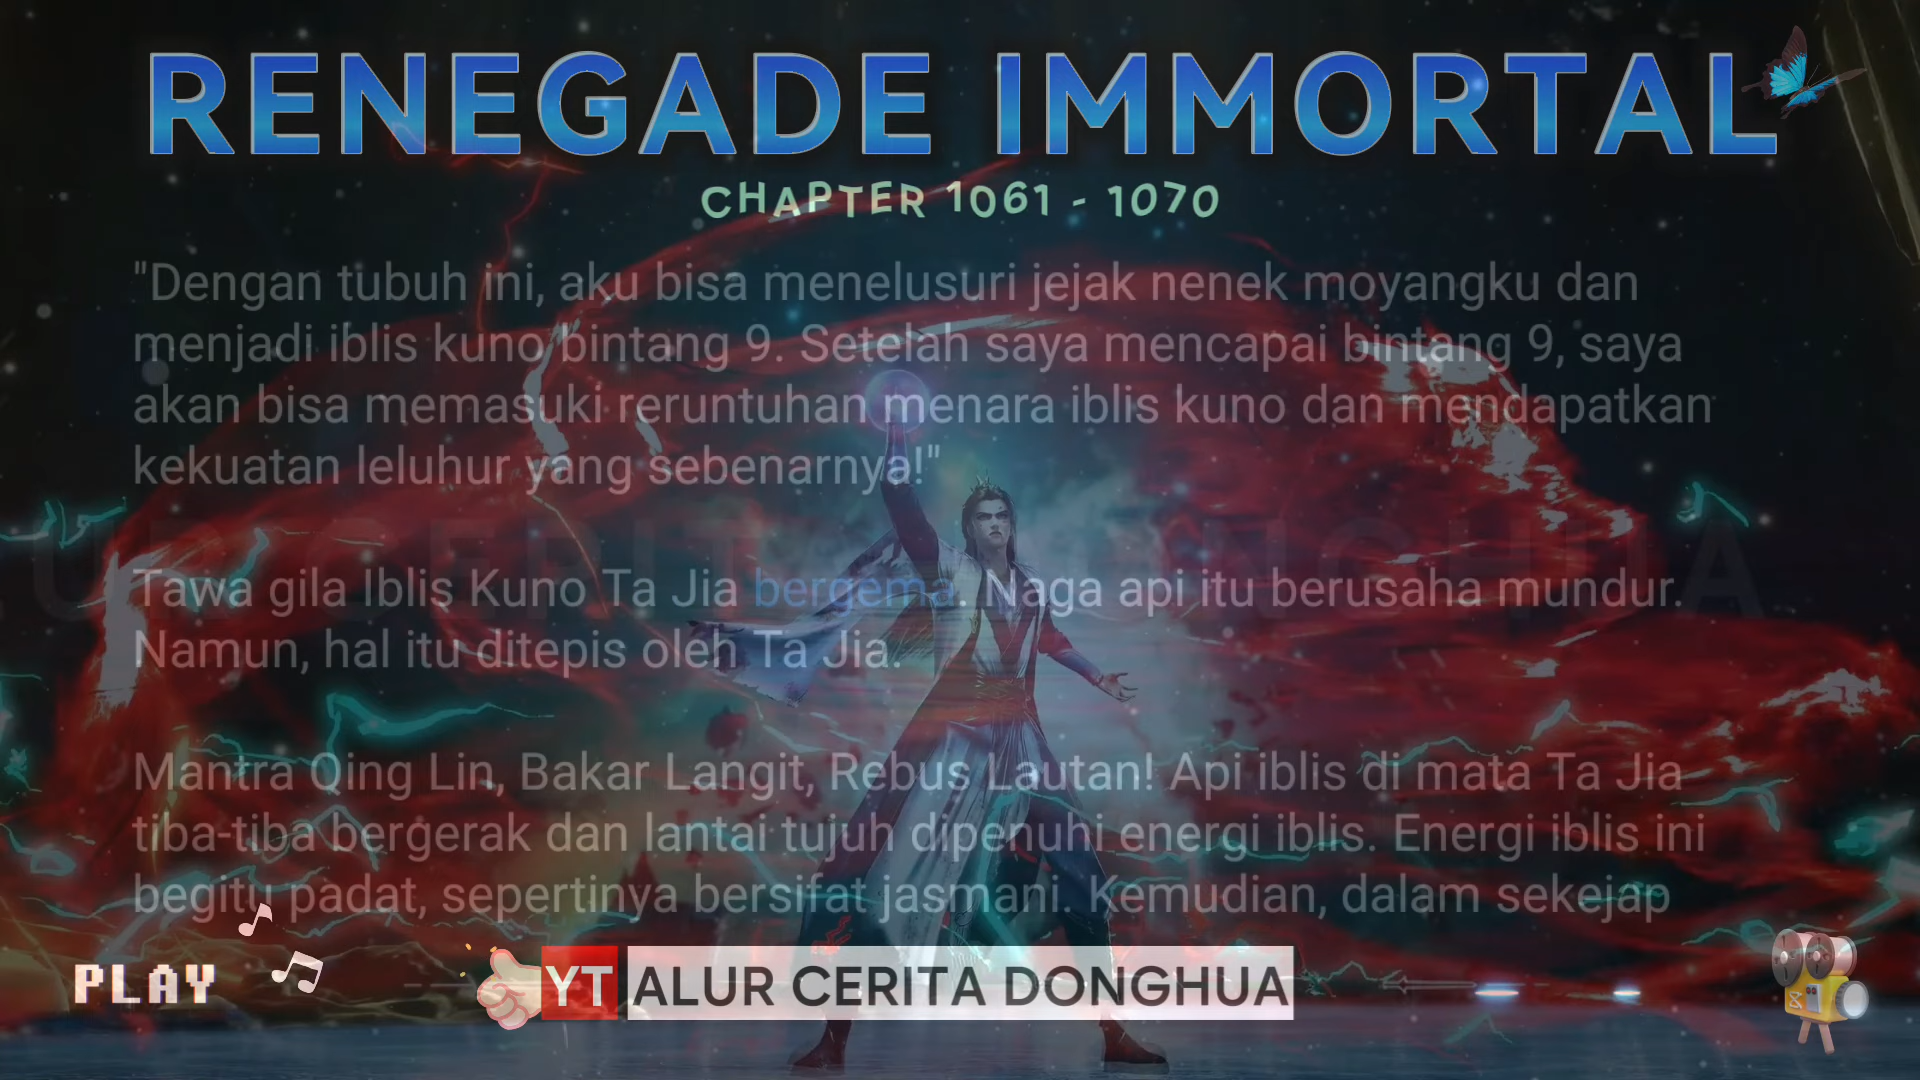 RENEGADE IMMORTAL
CHAPTER 1061 - 1070
"Dengan tubuh ini, aku bisa menelusuri jejak nenek moyangku dan
menjadi iblis kuno bintang 9. Setelah saya mencapai bintang 9, saya
akan bisa memasuki reruntuhan menara iblis kuno dan mendapatkan
kekuatan leluhur yang sebenarnya!"
Tawa gila Iblis Kuno Ta Jia bergema. Naga api itu berusaha mundur.
Namun, hal itu ditepis oleh Ta Jia.
Mantra Qing Lin, Bakar Langit, Rebus Lautan! Api iblis di mata Ta Jia
tiba-tiba bergerak dan lantai tujuh dipenuhi energi iblis. Energi iblis ini
begitu padat, sepertinya bersifat jasmani. Kemudian, dalam sekejap
PLAY
YT ALUR CERITA DONGHUA